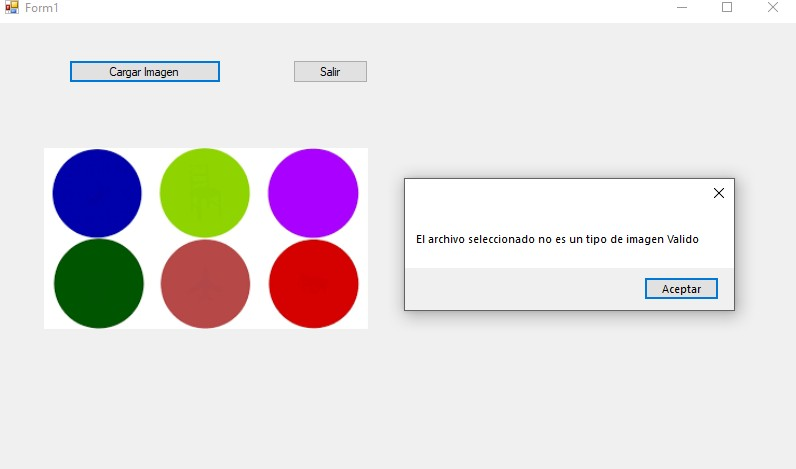 Form1
Cargar Imagen
Salir
El archivo seleccionado no es un tipo de imagen Valido
Aceptar